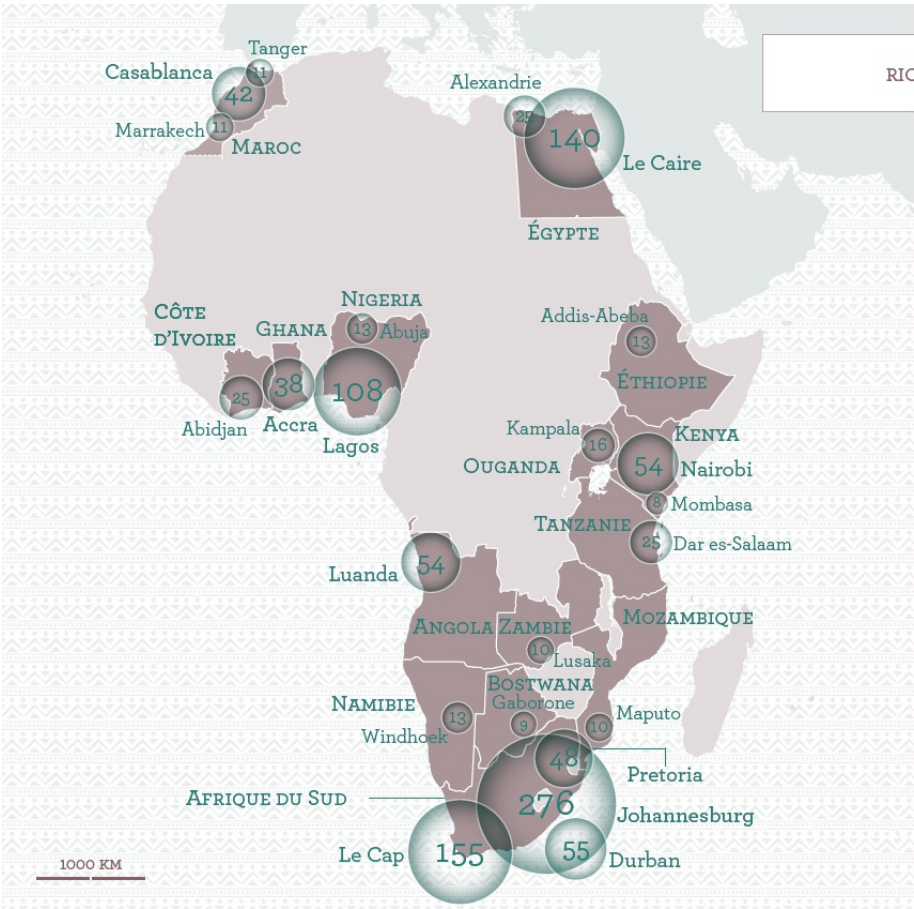 Tanger
11
Casablanca
42
Marrakech
11
MAROC
Alexandrie
25
140
Le Caire
ÉGYPTE
RIC
CÔTE
D'IVOIRE
GHANA
NIGERIA
13
Abuja
25
38
108
Abidjan
Accra
Lagos
Addis-Abeba
13
ÉTHIOPIE
Kampala
16
OUGANDA
KENYA
54
Nairobi
8
Mombasa
TANZANIE
25
Dar es-Salaam
54
Luanda
ANGOLA
ZAMBIE
10
Lusaka
MOZAMBIQUE
BOSTWANA
Gaborone
9
NAMIBIE
13
Windhoek
Maputo
10
48
Pretoria
AFRIQUE DU SUD
276
Johannesburg
Le Cap
155
55
Durban
1000 KM